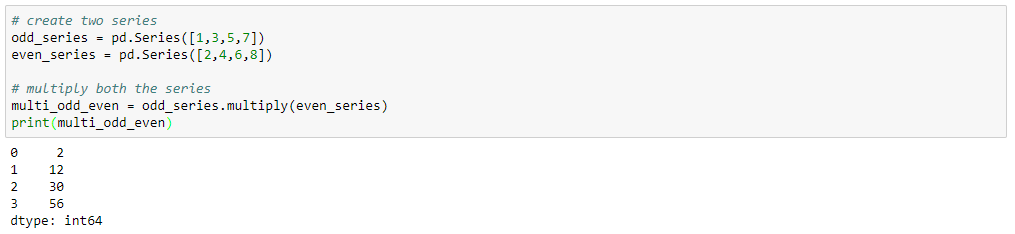 # create two series
odd_series = pd.Series([1,3,5,7])
even_series = pd.Series([2,4,6,8])
# multiply both the series
multi_odd_even = odd_series.multiply(even_series)
print(multi_odd_even)
0     2
1    12
2    30
3    56
dtype: int64